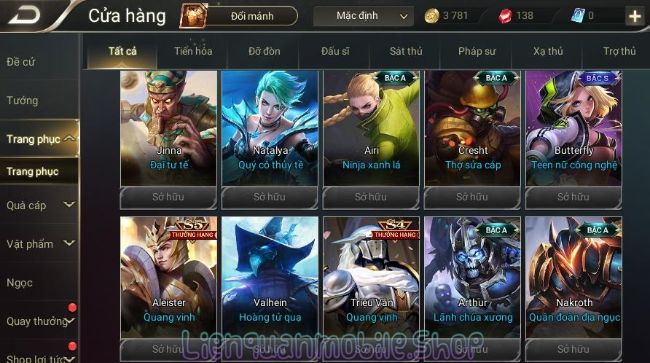 Cửa hàng
Đổi mảnh
Mặc định
3 781
138
0
Đề cử
Tướng
Trang phục
Trang phục
Quà cáp
Vật phẩm
Ngọc
Quay thưởng
Shop lợi tức
Tất cả
Tiến hóa
Đỡ đòn
Đấu sĩ
Sát thủ
Pháp sư
Xạ thủ
Trợ thủ
Jinna
Đại tư tế
Sở hữu
Natalya
Quý cô thủy tề
Sở hữu
BẬC A
Airi
Ninja xanh lá
Sở hữu
BẬC A
Cresht
Thợ sửa cáp
Sở hữu
BẬC S
Butterfly
Teen nữ công nghệ
Sở hữu
S5
THƯỞNG HẠNG
Aleister
Quang vinh
Sở hữu
Valhein
Hoàng tử quạ
Sở hữu
S4
THƯỞNG HẠNG
Triệu Vân
Quang vinh
Sở hữu
BẬC A
Arthur
Lãnh chúa xương
Sở hữu
BẬC A
Nakroth
Quân đoàn địa ngục
Sở hữu
Lienquanmobile.Shop